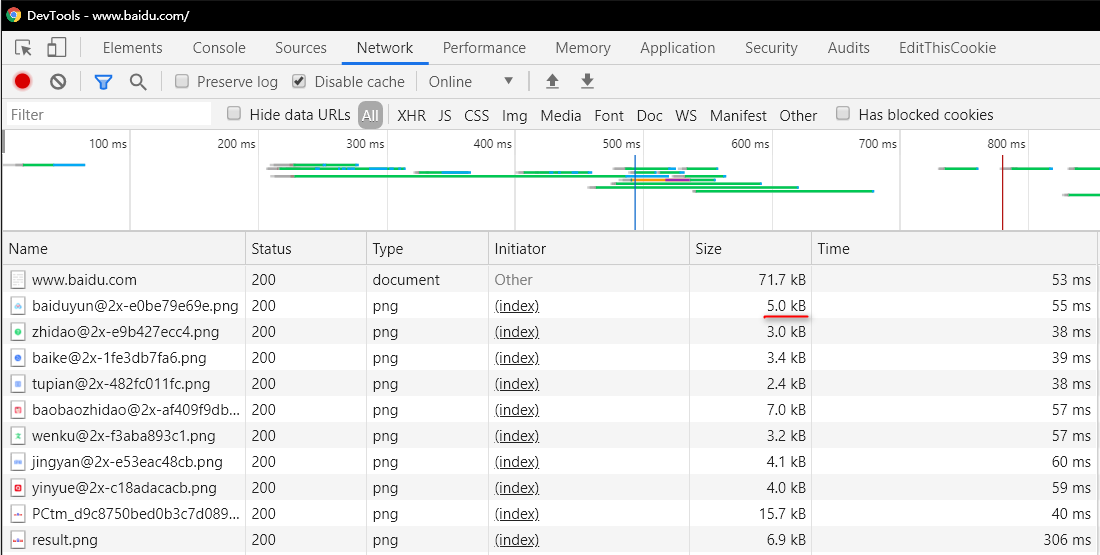 DevTools - www.baidu.com/
Elements Console Sources Network Performance Memory Application Security Audits EditThisCookie
Preserve log Disable cache Online
Filter Hide data URLs All XHR JS CSS Img Media Font Doc WS Manifest Other Has blocked cookies
100 ms 200 ms 300 ms 400 ms 500 ms 600 ms 700 ms 800 ms
Name Status Type Initiator Size Time
www.baidu.com 200 document Other 71.7 kB 53 ms
baiduyun@2x-e0be79e69e.png 200 png (index) 5.0 kB 55 ms
zhidao@2x-e9b427ecc4.png 200 png (index) 3.0 kB 38 ms
baike@2x-1fe3db7fa6.png 200 png (index) 3.4 kB 39 ms
tupian@2x-482fc011fc.png 200 png (index) 2.4 kB 38 ms
baobaozhidao@2x-af409f9db... 200 png (index) 7.0 kB 57 ms
wenku@2x-f3aba893c1.png 200 png (index) 3.2 kB 57 ms
jingyan@2x-e53eac48cb.png 200 png (index) 4.1 kB 60 ms
yinyue@2x-c18adacacb.png 200 png (index) 4.0 kB 59 ms
PCtm_d9c8750bed0b3c7d089... 200 png (index) 15.7 kB 40 ms
result.png 200 png (index) 6.9 kB 306 ms